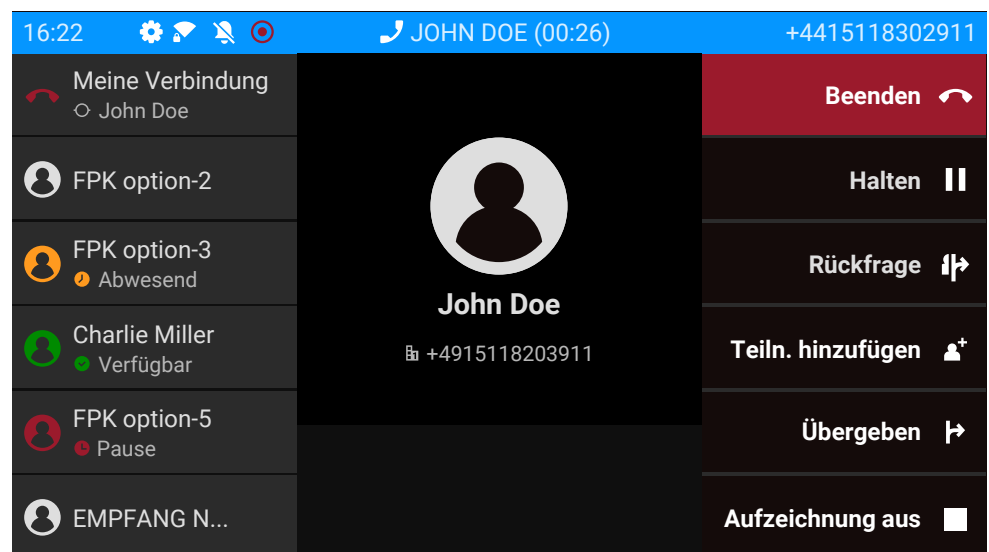 16:22
JOHN DOE (00:26)
+4415118302911
Meine Verbindung
John Doe
FPK option-2
FPK option-3
Abwesend
Charlie Miller
Verfügbar
FPK option-5
Pause
EMPFANG N...
John Doe
+4915118203911
Beenden
Halten
Rückfrage
Teiln. hinzufügen
Übergeben
Aufzeichnung aus